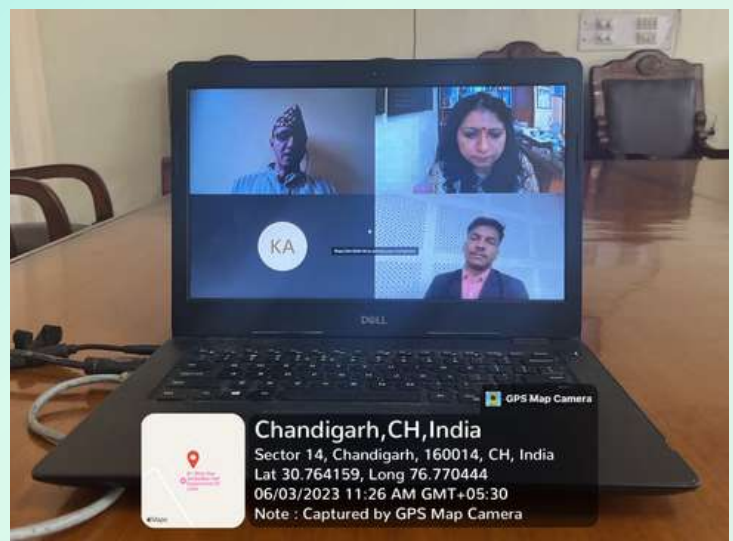 KA
DELL
GPS Map Camera
Chandigarh,CH,India
Sector 14, Chandigarh, 160014, CH, India
Lat 30.764159, Long 76.770444
06/03/2023 11:26 AM GMT+05:30
Note : Captured by GPS Map Camera